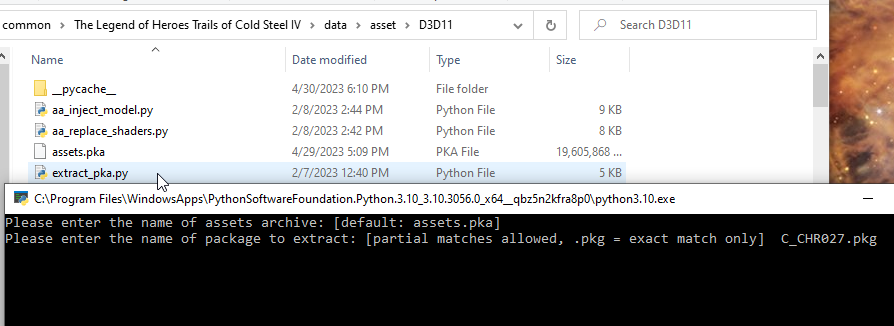 common > The Legend of Heroes Trails of Cold Steel IV > data > asset > D3D11 Search D3D11
Name Date modified Type Size
__pycache__ 4/30/2023 6:10 PM File folder
aa_inject_model.py 2/8/2023 2:44 PM Python File 9 KB
aa_replace_shaders.py 2/8/2023 2:42 PM Python File 8 KB
assets.pka 4/29/2023 5:09 PM PKA File 19,605,868 ...
extract_pka.py 2/7/2023 12:40 PM Python File 5 KB
C:\Program Files\WindowsApps\PythonSoftwareFoundation.Python.3.10_3.10.3056.0_x64__qbz5n2kfra8p0\python3.10.exe
Please enter the name of assets archive: [default: assets.pka]
Please enter the name of package to extract: [partial matches allowed, .pkg = exact match only]  C_CHR027.pkg